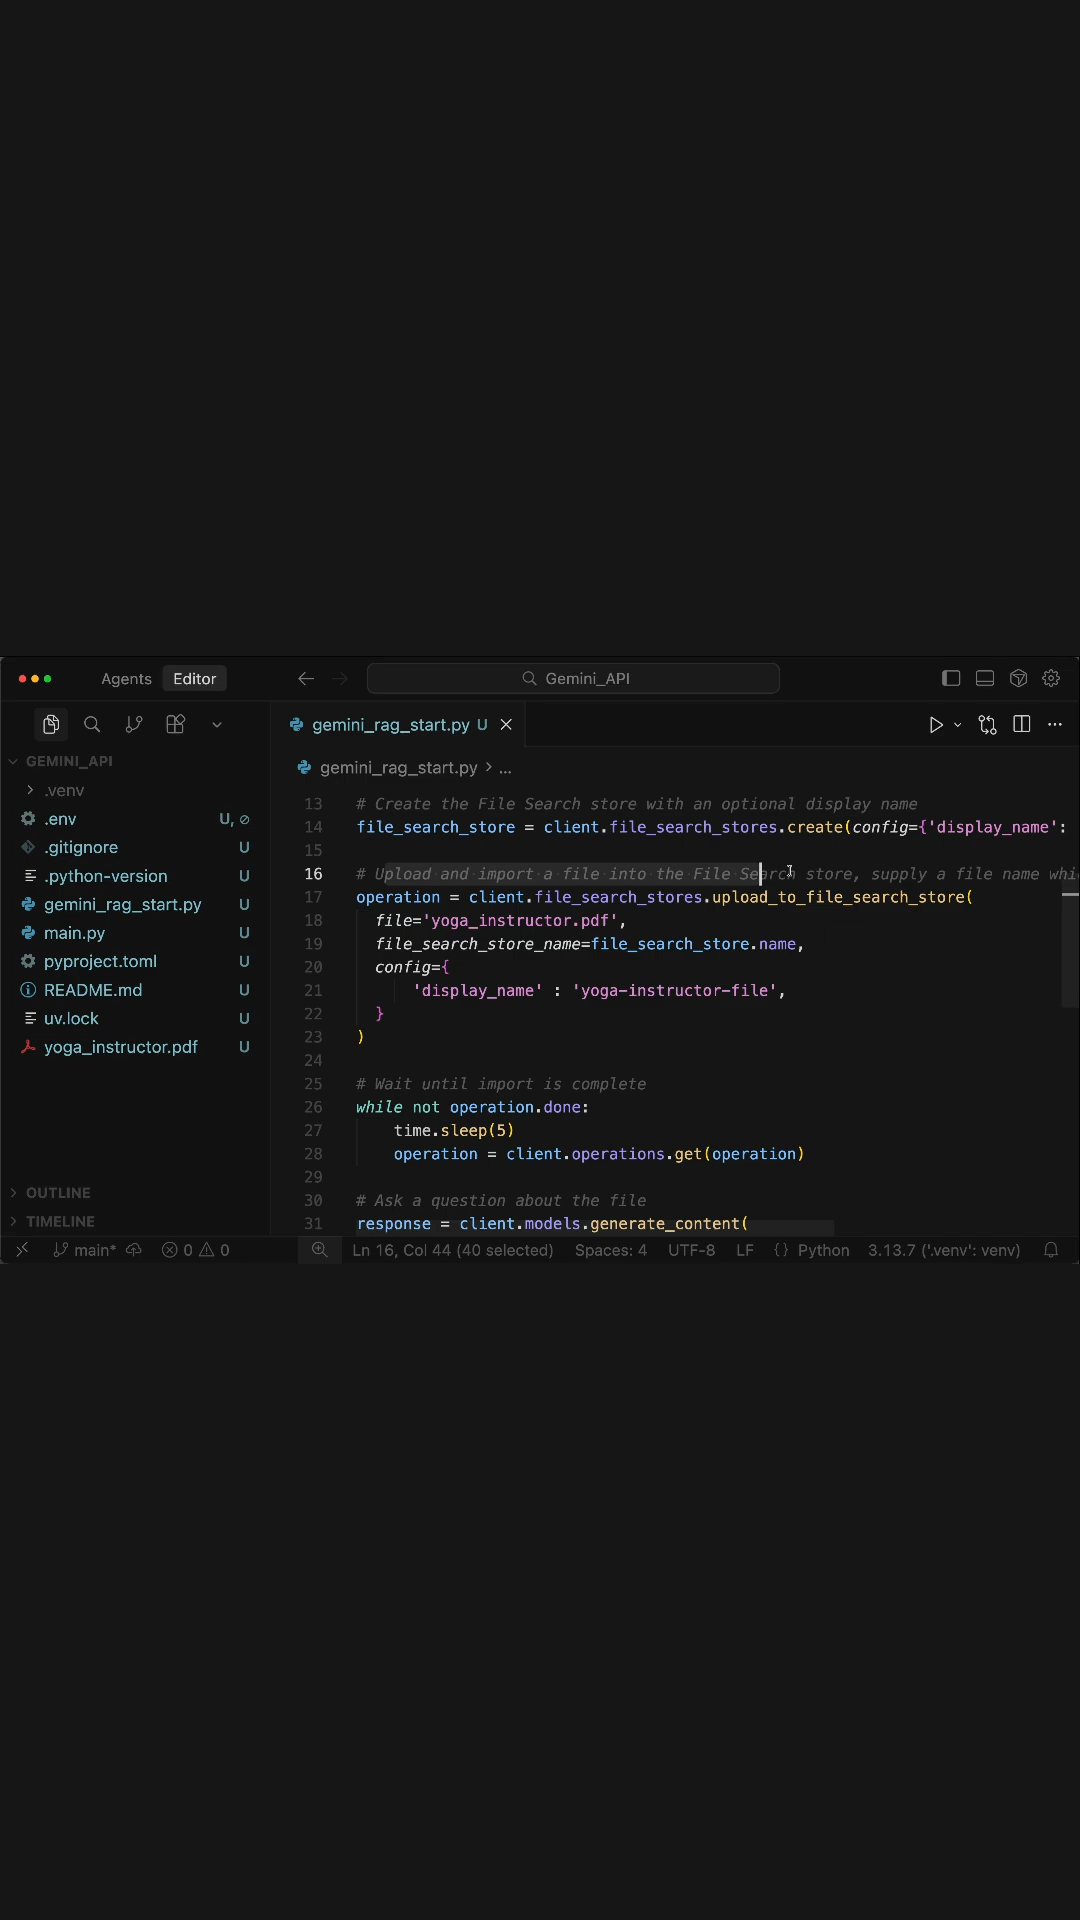 Agents Editor Gemini_API
gemini_rag_start.py U
GEMINI_API
.venv
.env U,
.gitignore U
.python-version U
gemini_rag_start.py U
main.py U
pyproject.toml U
README.md U
uv.lock U
yoga_instructor.pdf U
OUTLINE
TIMELINE
gemini_rag_start.py > ...
13 # Create the File Search store with an optional display name
14 file_search_store = client.file_search_stores.create(config={'display_name':
15
16 # Upload and import a file into the File Search store, supply a file name whi
17 operation = client.file_search_stores.upload_to_file_search_store(
18 file='yoga_instructor.pdf',
19 file_search_store_name=file_search_store.name,
20 config={
21 'display_name' : 'yoga-instructor-file',
22 }
23 )
24
25 # Wait until import is complete
26 while not operation.done:
27 time.sleep(5)
28 operation = client.operations.get(operation)
29
30 # Ask a question about the file
31 response = client.models.generate_content(
main* 0 0 Ln 16, Col 44 (40 selected) Spaces: 4 UTF-8 LF {} Python 3.13.7 ('.venv': venv)